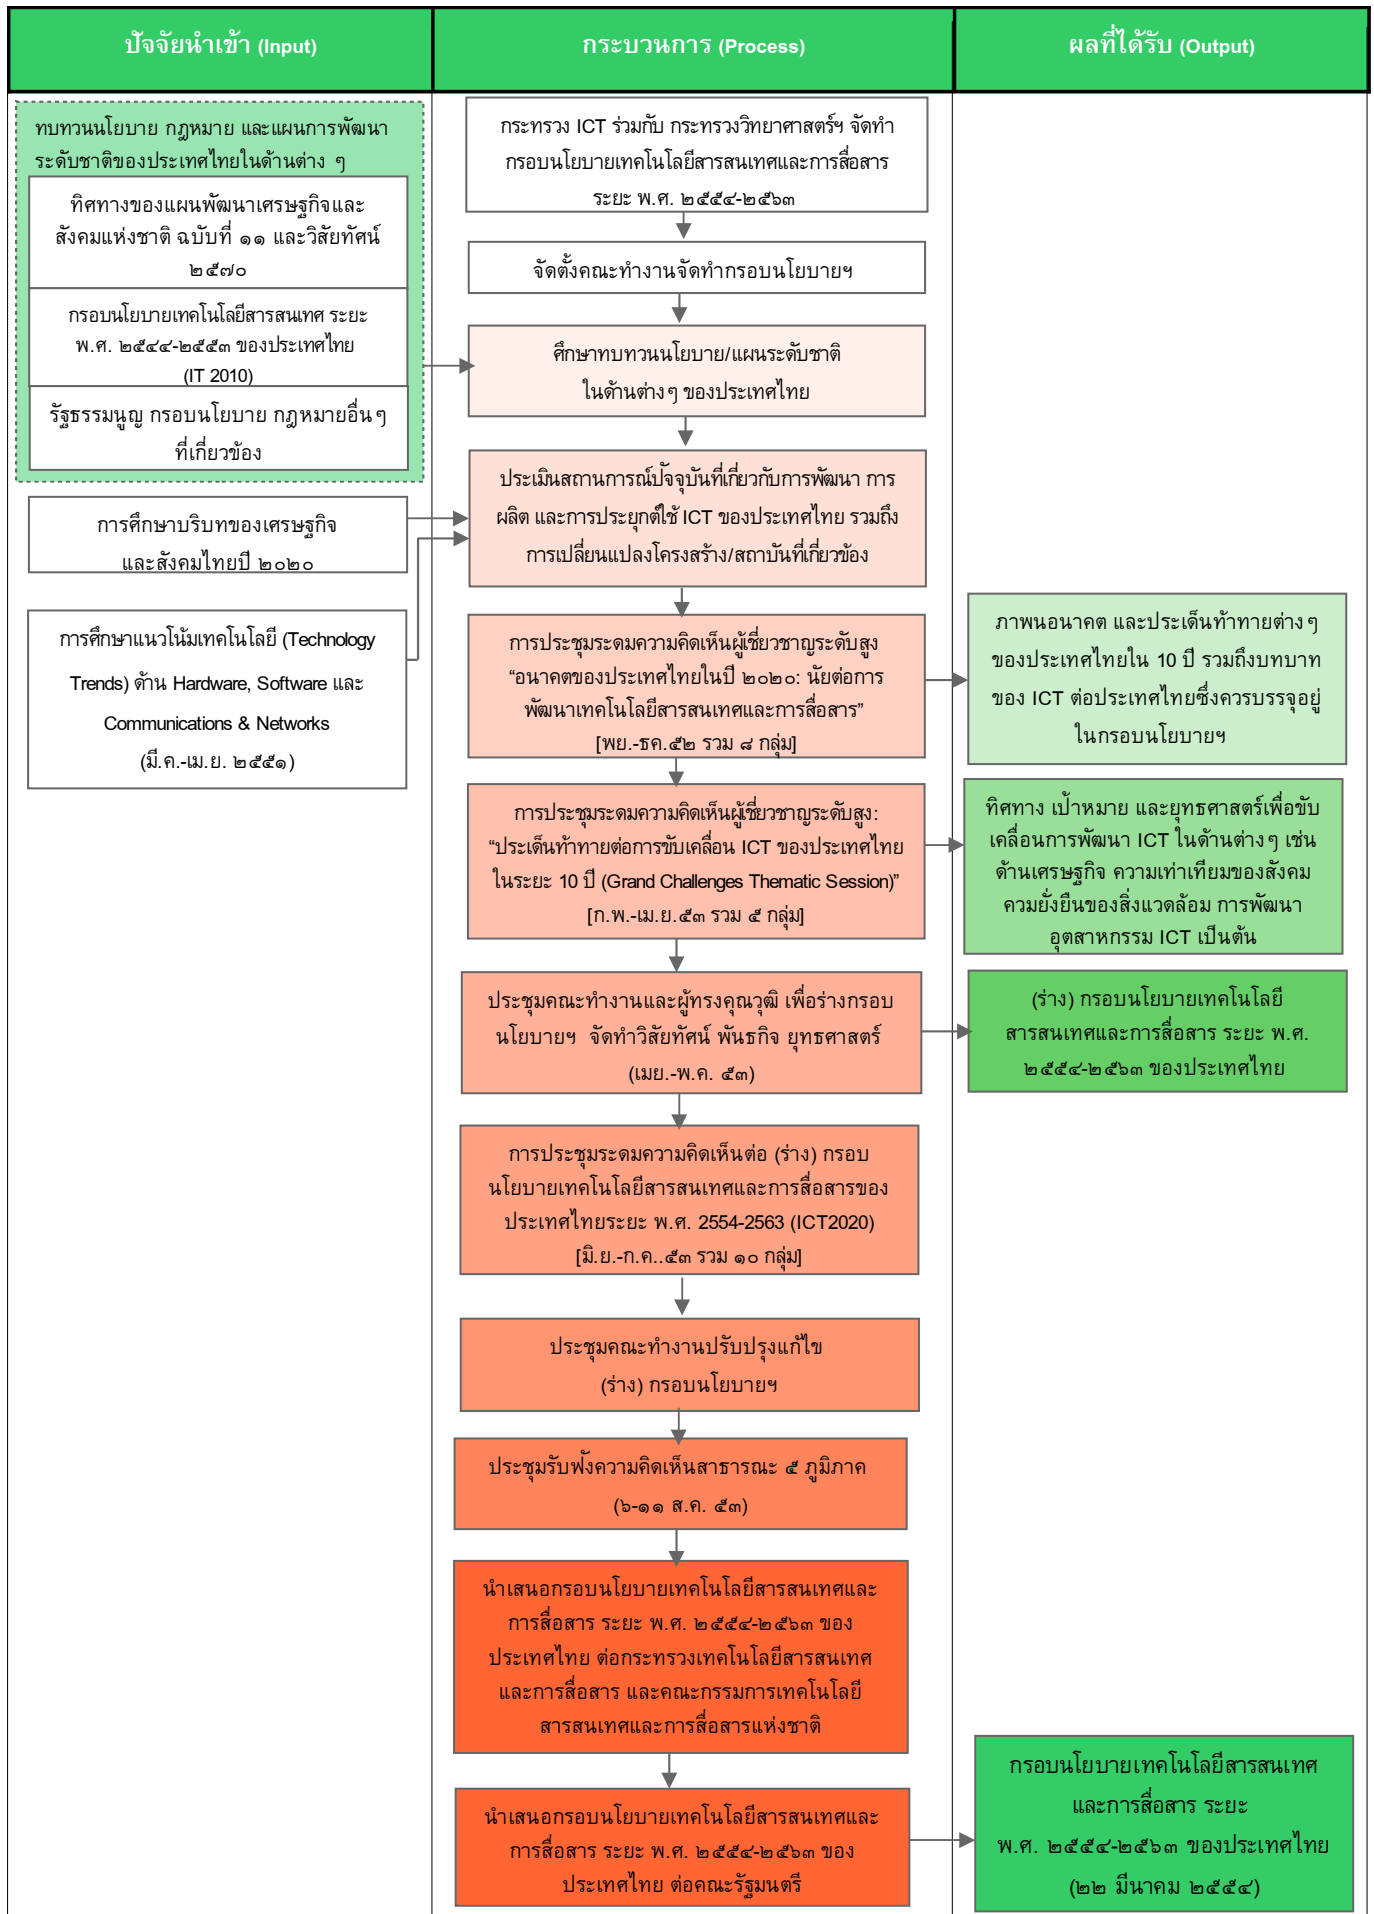 ปัจจัยนำเข้า (Input)
กระบวนการ (Process)
ผลที่ได้รับ (Output)
ทบทวนนโยบาย กฎหมาย และแผนการพัฒนา
ระดับชาติของประเทศไทยในด้านต่าง ๆ
ทิศทางของแผนพัฒนาเศรษฐกิจและ
สังคมแห่งชาติ ฉบับที่ ๑๑ และวิสัยทัศน์
๒๕๗๐
กรอบนโยบายเทคโนโลยีสารสนเทศ ระยะ
พ.ศ. ๒๕๔๔-๒๕๕๓ ของประเทศไทย
(IT 2010)
รัฐธรรมนูญ กรอบนโยบาย กฎหมายอื่นๆ
ที่เกี่ยวข้อง
การศึกษาบริบทของเศรษฐกิจ
และสังคมไทยปี ๒๐๒๐
การศึกษาแนวโน้มเทคโนโลยี (Technology
Trends) ด้าน Hardware, Software และ
Communications & Networks
(มี.ค.-เม.ย. ๒๕๕๑)
กระทรวง ICT ร่วมกับ กระทรวงวิทยาศาสตร์ฯ จัดทำ
กรอบนโยบายเทคโนโลยีสารสนเทศและการสื่อสาร
ระยะ พ.ศ. ๒๕๕๔-๒๕๖๓
จัดตั้งคณะทำงานจัดทำกรอบนโยบายฯ
ศึกษาทบทวนนโยบาย/แผนระดับชาติ
ในด้านต่างๆ ของประเทศไทย
ประเมินสถานการณ์ปัจจุบันที่เกี่ยวกับการพัฒนา การ
ผลิต และการประยุกต์ใช้ ICT ของประเทศไทย รวมถึง
การเปลี่ยนแปลงโครงสร้าง/สถาบันที่เกี่ยวข้อง
การประชุมระดมความคิดเห็นผู้เชี่ยวชาญระดับสูง
“อนาคตของประเทศไทยในปี ๒๐๒๐: นัยต่อการ
พัฒนาเทคโนโลยีสารสนเทศและการสื่อสาร”
[พย.-ธค.๕๒ รวม ๘ กลุ่ม]
การประชุมระดมความคิดเห็นผู้เชี่ยวชาญระดับสูง:
“ประเด็นท้าทายต่อการขับเคลื่อน ICT ของประเทศไทย
ในระยะ 10 ปี (Grand Challenges Thematic Session)”
[ก.พ.-เม.ย.๕๓ รวม ๕ กลุ่ม]
ประชุมคณะทำงานและผู้ทรงคุณวุฒิ เพื่อร่างกรอบ
นโยบายฯ จัดทำวิสัยทัศน์ พันธกิจ ยุทธศาสตร์
(เมย.-พ.ค. ๕๓)
การประชุมระดมความคิดเห็นต่อ (ร่าง) กรอบ
นโยบายเทคโนโลยีสารสนเทศและการสื่อสารของ
ประเทศไทยระยะ พ.ศ. 2554-2563 (ICT2020)
[มิ.ย.-ก.ค..๕๓ รวม ๑๐ กลุ่ม]
ประชุมคณะทำงานปรับปรุงแก้ไข
(ร่าง) กรอบนโยบายฯ
ประชุมรับฟังความคิดเห็นสาธารณะ ๕ ภูมิภาค
(๖-๑๑ ส.ค. ๕๓)
นำเสนอกรอบนโยบายเทคโนโลยีสารสนเทศและ
การสื่อสาร ระยะ พ.ศ. ๒๕๕๔-๒๕๖๓ ของ
ประเทศไทย ต่อกระทรวงเทคโนโลยีสารสนเทศ
และการสื่อสาร และคณะกรรมการเทคโนโลยี
สารสนเทศและการสื่อสารแห่งชาติ
นำเสนอกรอบนโยบายเทคโนโลยีสารสนเทศและ
การสื่อสาร ระยะ พ.ศ. ๒๕๕๔-๒๕๖๓ ของ
ประเทศไทย ต่อคณะรัฐมนตรี
ภาพนอนาคต และประเด็นท้าทายต่างๆ
ของประเทศไทยใน 10 ปี รวมถึงบทบาท
ของ ICT ต่อประเทศไทยซึ่งควรบรรจุอยู่
ในกรอบนโยบายฯ
ทิศทาง เป้าหมาย และยุทธศาสตร์เพื่อขับ
เคลื่อนการพัฒนา ICT ในด้านต่างๆ เช่น
ด้านเศรษฐกิจ ความเท่าเทียมของสังคม
ควมยั่งยืนของสิ่งแวดล้อม การพัฒนา
อุตสาหกรรม ICT เป็นต้น
(ร่าง) กรอบนโยบายเทคโนโลยี
สารสนเทศและการสื่อสาร ระยะ พ.ศ.
๒๕๕๔-๒๕๖๓ ของประเทศไทย
กรอบนโยบายเทคโนโลยีสารสนเทศ
และการสื่อสาร ระยะ
พ.ศ. ๒๕๕๔-๒๕๖๓ ของประเทศไทย
(๒๒ มีนาคม ๒๕๕๔)